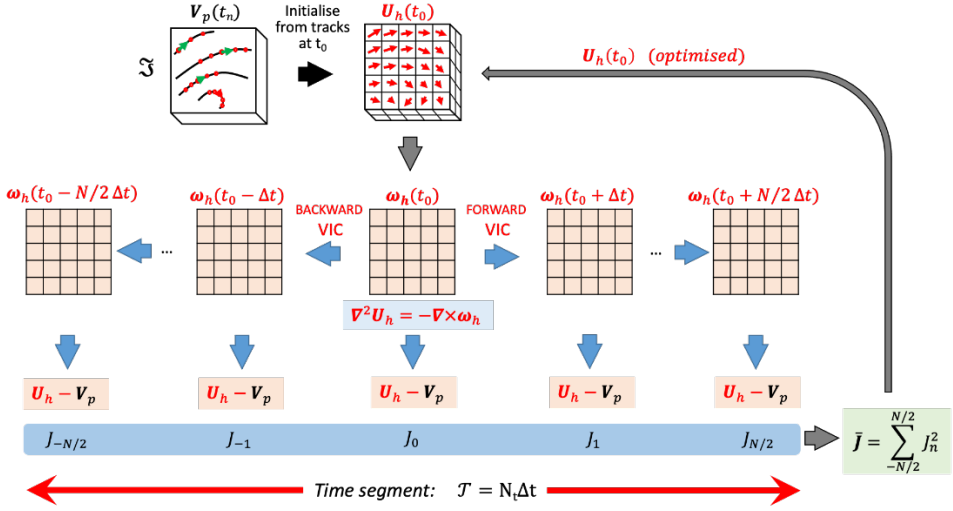 V_p(t_n)
Initialise
from tracks
at t_0
U_h(t_0)
ℑ
U_h(t_0) (optimised)
ω_h(t_0 − N/2 Δt)
ω_h(t_0 − Δt)
ω_h(t_0)
ω_h(t_0 + Δt)
ω_h(t_0 + N/2 Δt)
BACKWARD
VIC
FORWARD
VIC
...
...
∇²U_h = −∇×ω_h
U_h − V_p
U_h − V_p
U_h − V_p
U_h − V_p
U_h − V_p
J_{−N/2}
J_{−1}
J_0
J_1
J_{N/2}
J̄ = ∑_{−N/2}^{N/2} J_n^2
Time segment: 𝒯 = N_tΔt